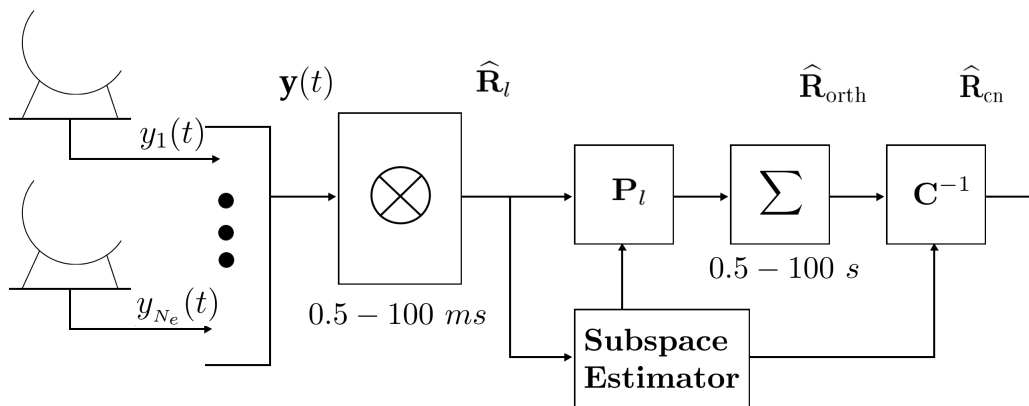 𝐲(t)
R̂_l
R̂_orth
R̂_cn
y_1(t)
P_l
∑
C^{-1}
y_{N_e}(t)
0.5 − 100 ms
0.5 − 100 s
Subspace
Estimator